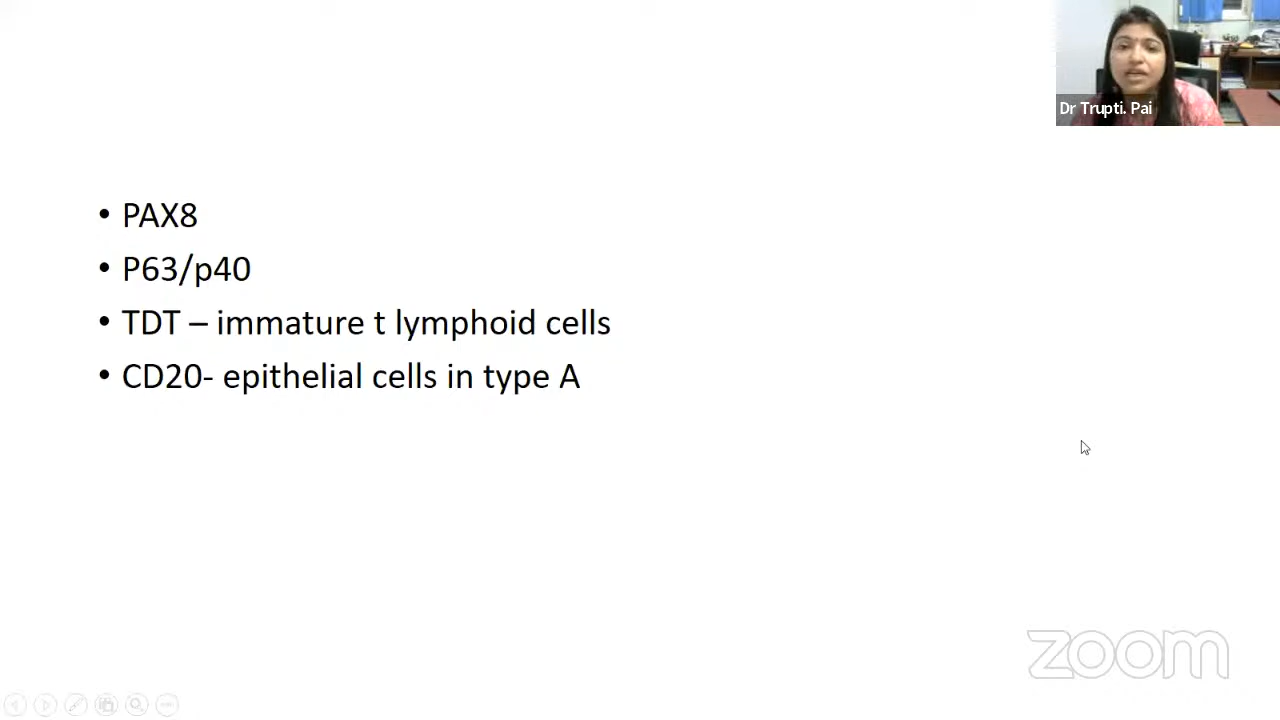 Dr Trupti. Pai
• PAX8
• P63/p40
• TDT – immature t lymphoid cells
• CD20- epithelial cells in type A
zoom